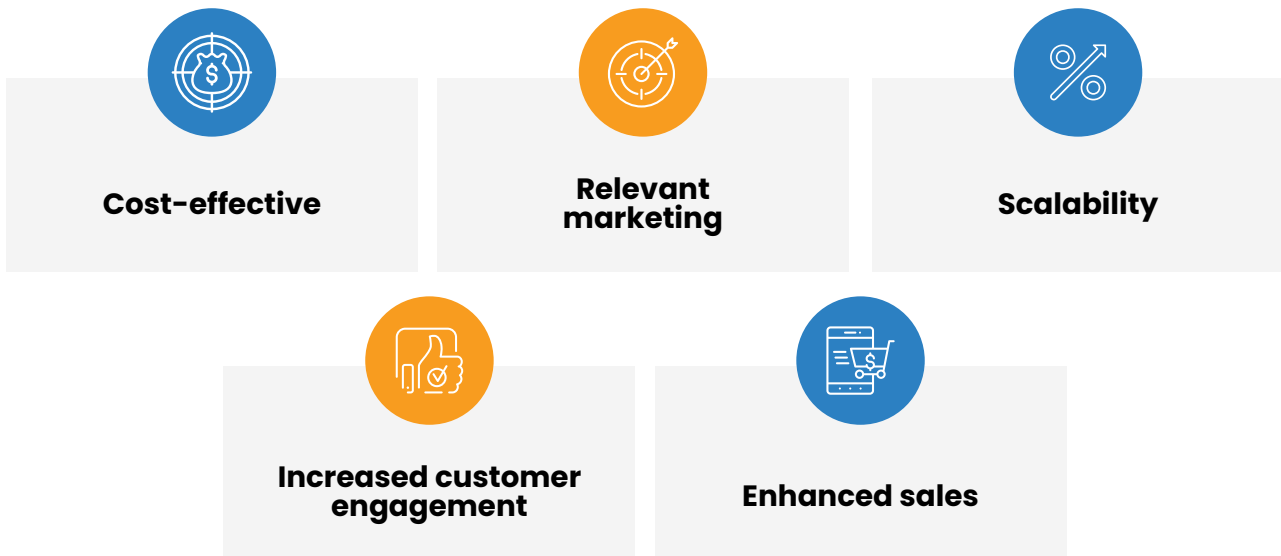 Cost-effective
Relevant
marketing
Scalability
Increased customer
engagement
Enhanced sales